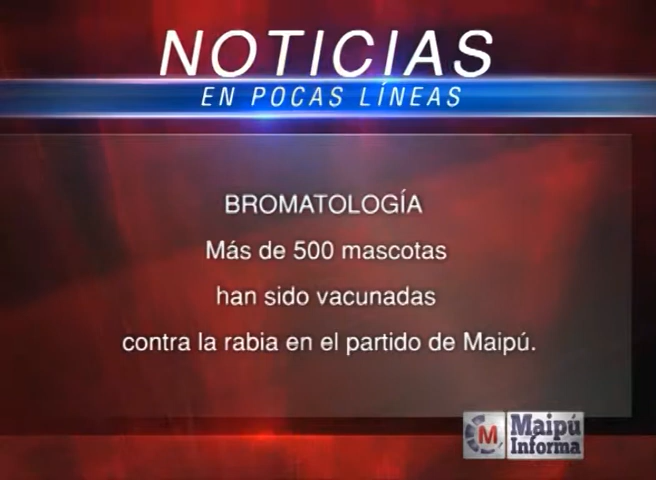 NOTICIAS
EN POCAS LÍNEAS
BROMATOLOGÍA
Más de 500 mascotas
han sido vacunadas
contra la rabia en el partido de Maipú.
M
Maipú
Informa